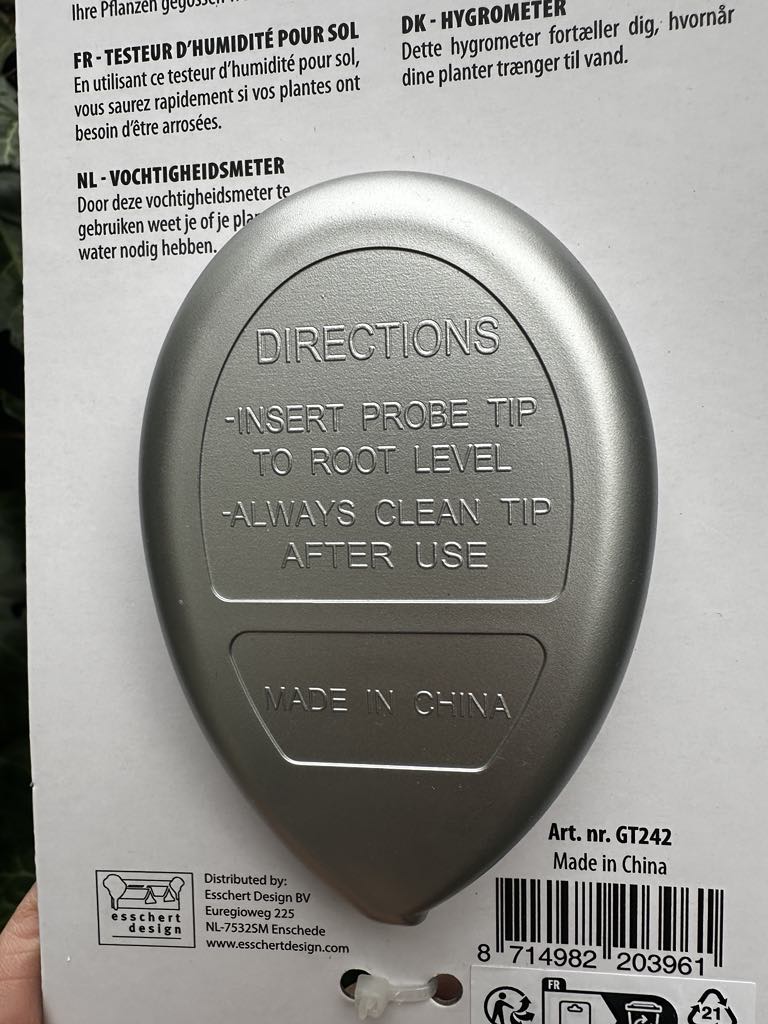 Ihre Pflanzen gegossen
FR - TESTEUR D'HUMIDITÉ POUR SOL
En utilisant ce testeur d'humidité pour sol,
vous saurez rapidement si vos plantes ont
besoin d'être arrosées.
NL - VOCHTIGHEIDSMETER
Door deze vochtigheidsmeter te
gebruiken weet je of je
water nodig hebben.
DK - HYGROMETER
Dette hygrometer fortæller dig, hvornår
dine planter trænger til vand.
DIRECTIONS
-INSERT PROBE TIP
TO ROOT LEVEL
-ALWAYS CLEAN TIP
AFTER USE
MADE IN CHINA
esschert
design
Distributed by:
Esschert Design BV
Euregioweg 225
NL-7532SM Enschede
www.esschertdesign.com
Art. nr. GT242
Made in China
8 714982 203961
FR
21